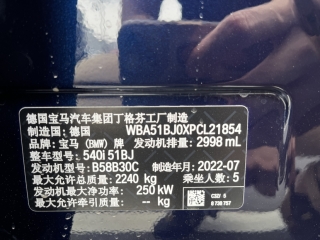 德国宝马汽车集团丁格芬工厂制造
制造国：德国 WBA51BJ0XPCL21854
品牌：宝马 (BMW) 牌 发动机排量：2998 mL
整车型号：540i 51BJ
发动机型号：B58B30C 制造年月：2022-07
最大允许总质量：2240 kg 乘坐人数：5
发动机最大净功率：250 kW
最大允许牵引质量：-- kg